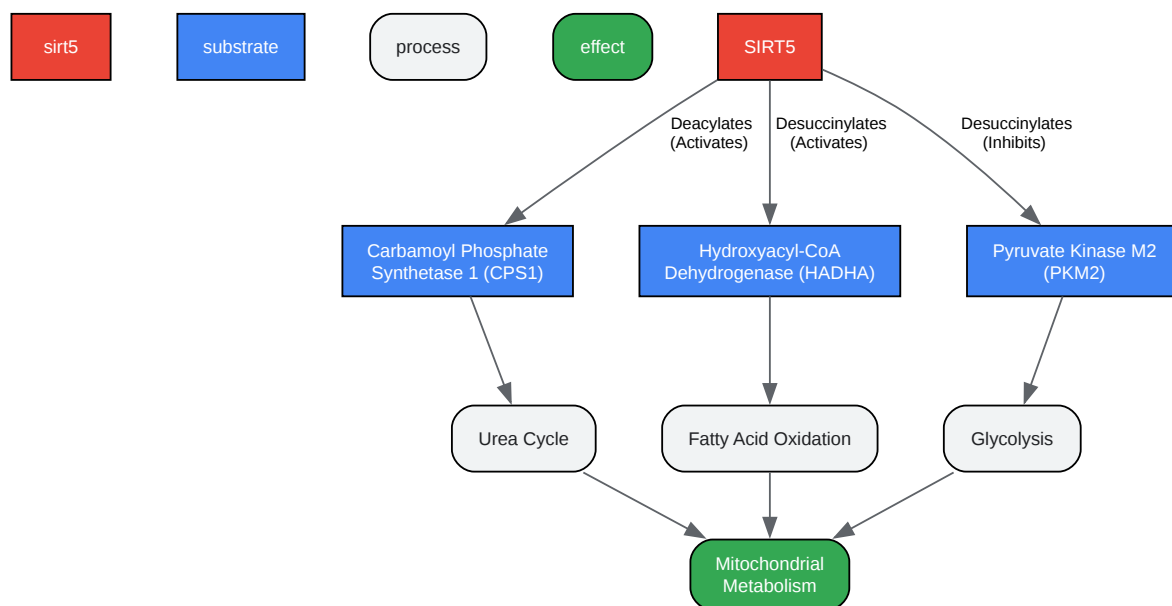 sirt5
substrate
process
effect
SIRT5
Deacylates
(Activates)
Desuccinylates
(Activates)
Desuccinylates
(Inhibits)
Carbamoyl Phosphate
Synthetase 1 (CPS1)
Hydroxyacyl-CoA
Dehydrogenase (HADHA)
Pyruvate Kinase M2
(PKM2)
Urea Cycle
Fatty Acid Oxidation
Glycolysis
Mitochondrial
Metabolism